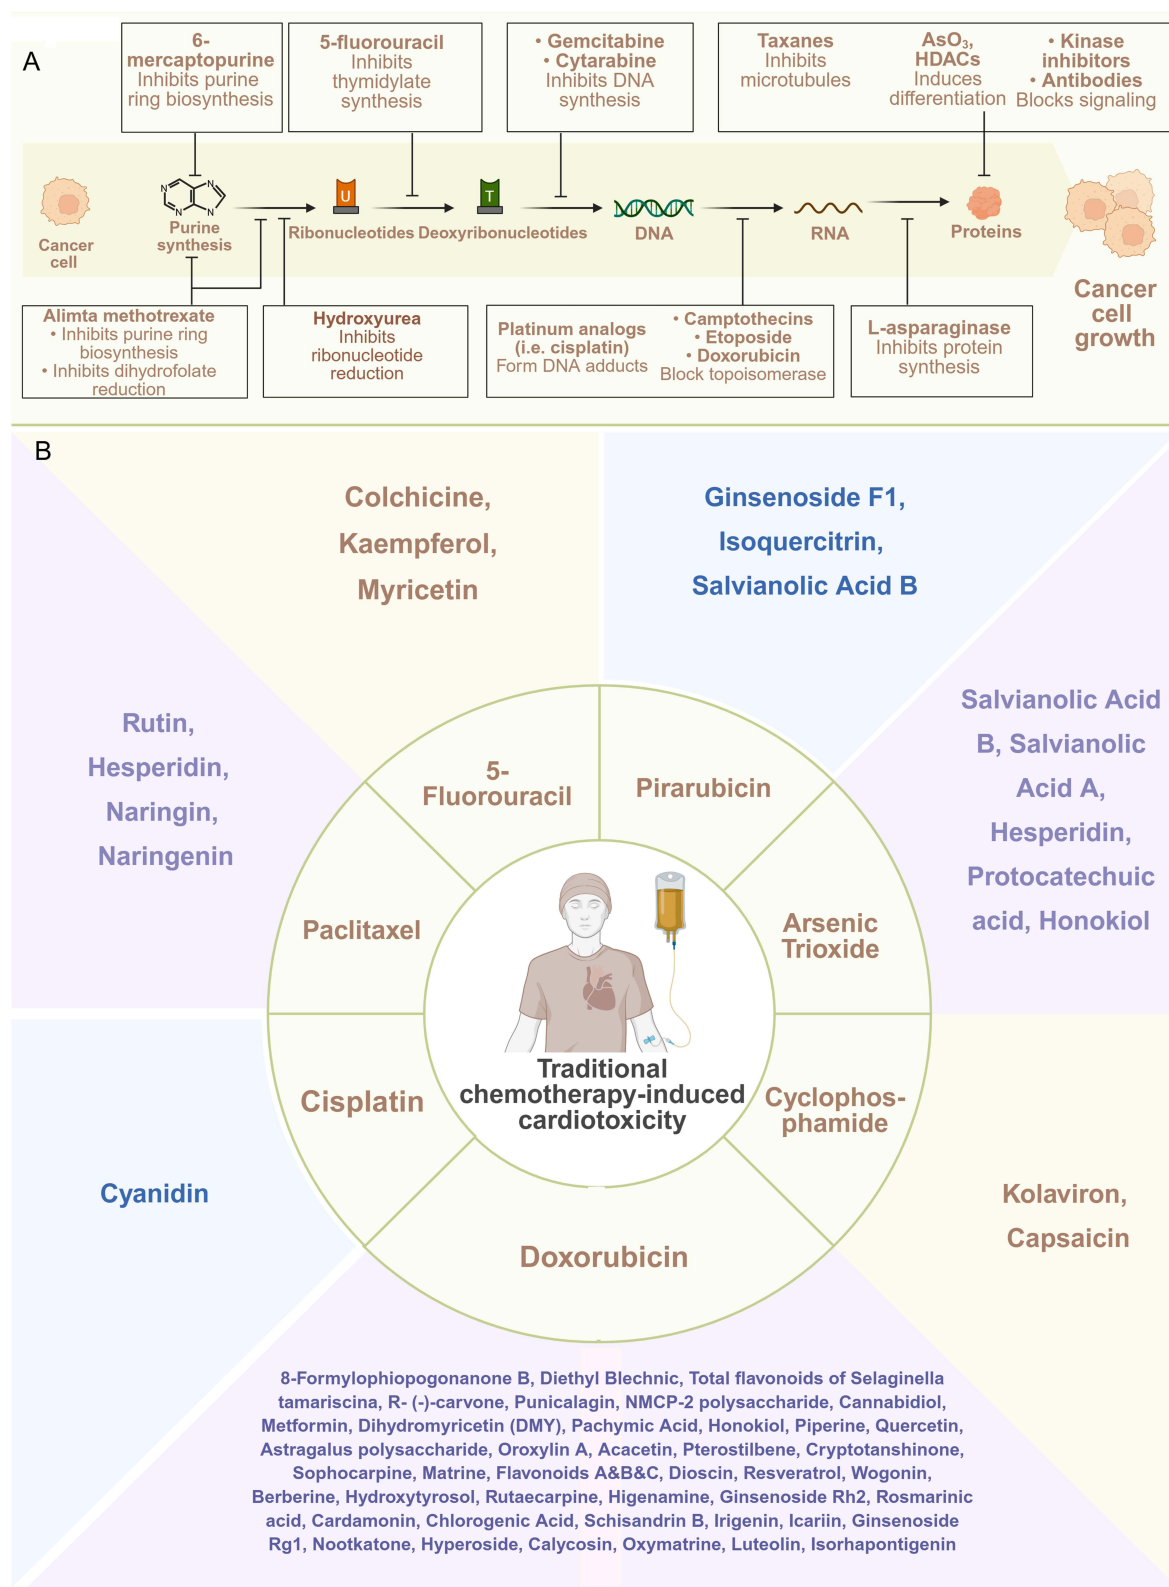 A
6-
mercaptopurine
Inhibits purine
ring biosynthesis
5-fluorouracil
Inhibits
thymidylate
synthesis
• Gemcitabine
• Cytarabine
Inhibits DNA
synthesis
Taxanes
Inhibits
microtubules
AsO₃,
HDACs
Induces
differentiation
• Kinase
inhibitors
• Antibodies
Blocks signaling
Cancer
cell
N
N
N
N
Purine
synthesis
U
Ribonucleotides
T
Deoxyribonucleotides
DNA
RNA
Proteins
Cancer
cell
growth
Alimta methotrexate
• Inhibits purine ring
biosynthesis
• Inhibits dihydrofolate
reduction
Hydroxyurea
Inhibits
ribonucleotide
reduction
Platinum analogs
(i.e. cisplatin)
Form DNA adducts
• Camptothecins
• Etoposide
• Doxorubicin
Block topoisomerase
L-asparaginase
Inhibits protein
synthesis
B
Colchicine,
Kaempferol,
Myricetin
Ginsenoside F1,
Isoquercitrin,
Salvianolic Acid B
Rutin,
Hesperidin,
Naringin,
Naringenin
Salvianolic Acid
B, Salvianolic
Acid A,
Hesperidin,
Protocatechuic
acid, Honokiol
5-
Fluorouracil
Pirarubicin
Paclitaxel
Arsenic
Trioxide
Cisplatin
Cyclophos-
phamide
Doxorubicin
Traditional
chemotherapy-induced
cardiotoxicity
Cyanidin
Kolaviron,
Capsaicin
8-Formylophiopogonanone B, Diethyl Blechnic, Total flavonoids of Selaginella
tamariscina, R- (-)-carvone, Punicalagin, NMCP-2 polysaccharide, Cannabidiol,
Metformin, Dihydromyricetin (DMY), Pachymic Acid, Honokiol, Piperine, Quercetin,
Astragalus polysaccharide, Oroxylin A, Acacetin, Pterostilbene, Cryptotanshinone,
Sophocarpine, Matrine, Flavonoids A&B&C, Dioscin, Resveratrol, Wogonin,
Berberine, Hydroxytyrosol, Rutaecarpine, Higenamine, Ginsenoside Rh2, Rosmarinic
acid, Cardamonin, Chlorogenic Acid, Schisandrin B, Irigenin, Icariin, Ginsenoside
Rg1, Nootkatone, Hyperoside, Calycosin, Oxymatrine, Luteolin, Isorhapontigenin